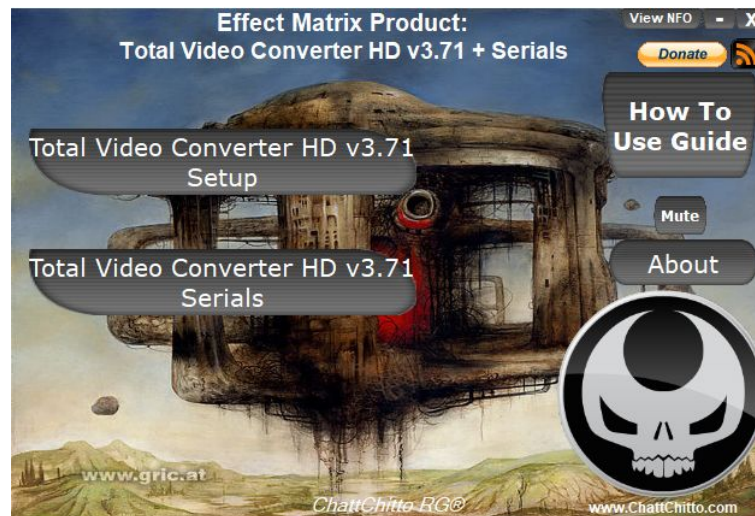 Effect Matrix Product:
Total Video Converter HD v3.71 + Serials
View NFO - X
Donate
How To
Use Guide
Total Video Converter HD v3.71
Setup
Mute
About
Total Video Converter HD v3.71
Serials
www.gric.at
ChattChitto RG®
www.ChattChitto.com